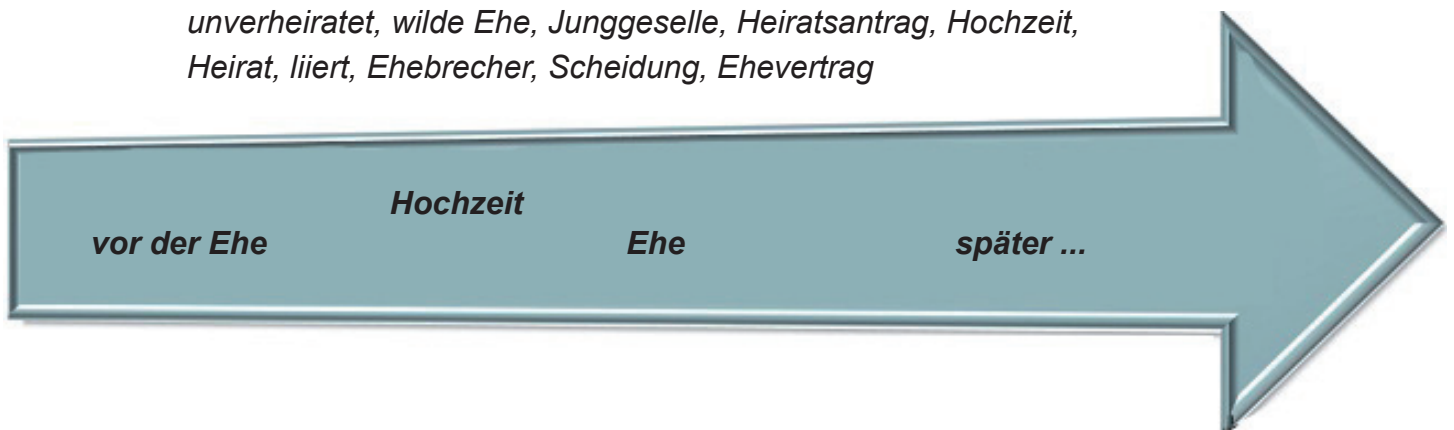 unverheiratet, wilde Ehe, Junggeselle, Heiratsantrag, Hochzeit,
Heirat, liiert, Ehebrecher, Scheidung, Ehevertrag
Hochzeit
vor der Ehe Ehe später ...